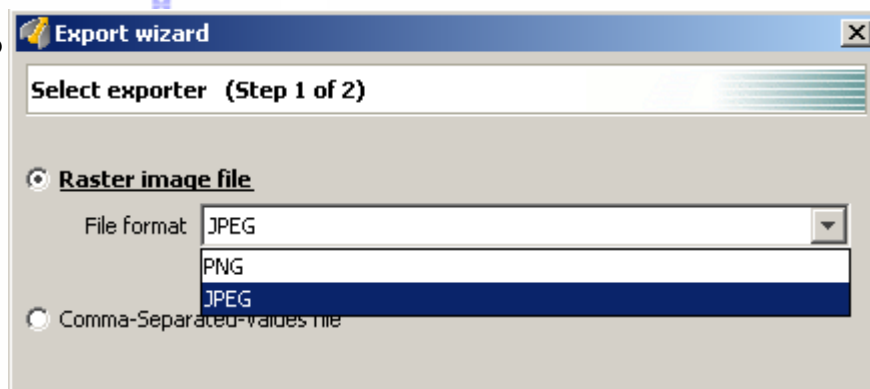 Export wizard
Select exporter (Step 1 of 2)
Raster image file
File format JPEG
PNG
JPEG
Comma-Separated-Values file